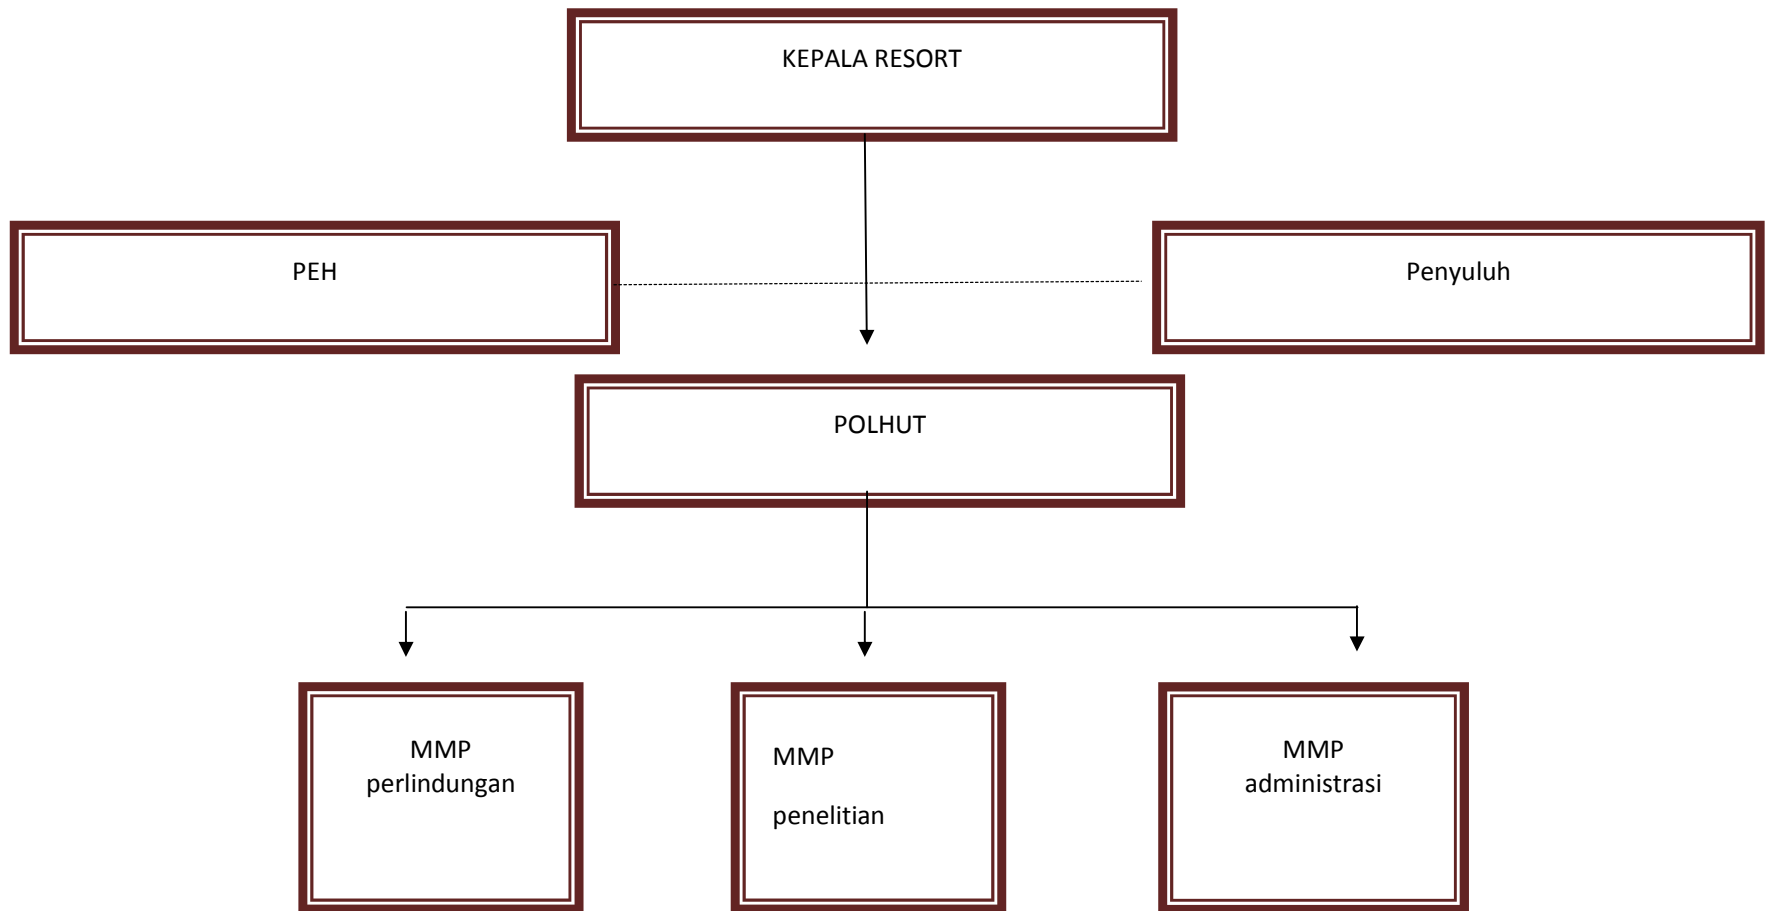 KEPALA RESORT
PEH
Penyuluh
POLHUT
MMP
perlindungan
MMP
penelitian
MMP
administrasi